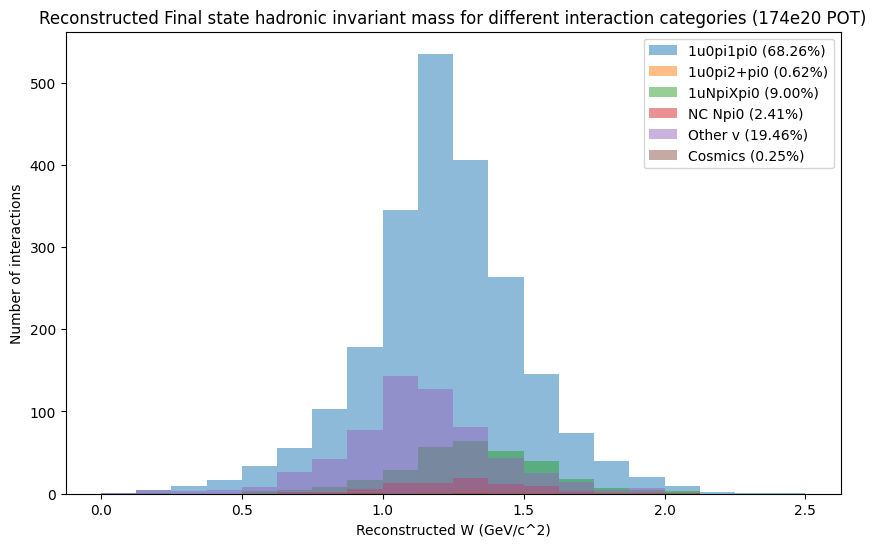 Reconstructed Final state hadronic invariant mass for different interaction categories (174e20 POT)
1u0pi1pi0 (68.26%)
1u0pi2+pi0 (0.62%)
1uNpiXpi0 (9.00%)
NC Npi0 (2.41%)
Other v (19.46%)
Cosmics (0.25%)
Number of interactions
500
400
300
200
100
0
0.0 0.5 1.0 1.5 2.0 2.5
Reconstructed W (GeV/c^2)